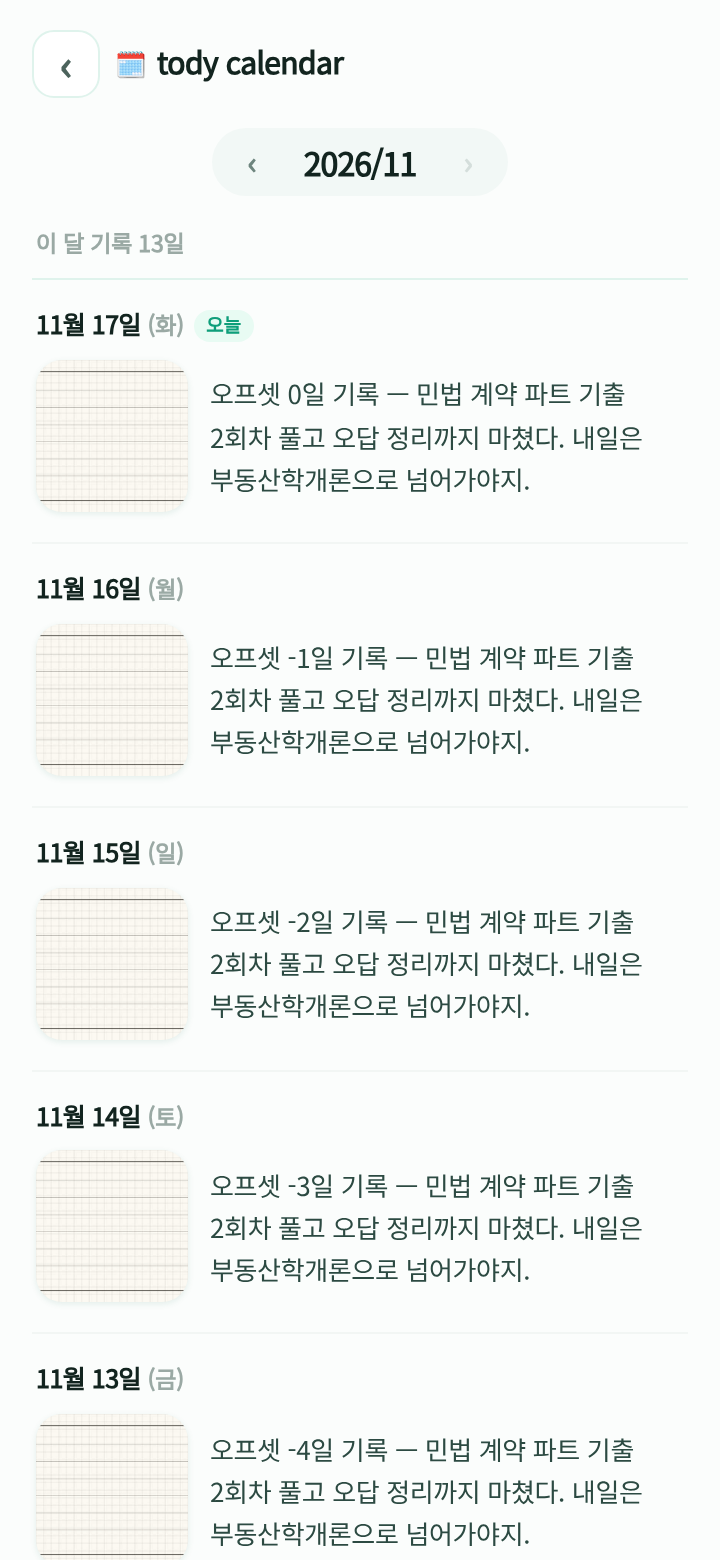 tody calendar
2026/11
이 달 기록 13일
11월 17일 (화) 오늘
오프셋 0일 기록 — 민법 계약 파트 기출
2회차 풀고 오답 정리까지 마쳤다. 내일은
부동산학개론으로 넘어가야지.
11월 16일 (월)
오프셋 -1일 기록 — 민법 계약 파트 기출
2회차 풀고 오답 정리까지 마쳤다. 내일은
부동산학개론으로 넘어가야지.
11월 15일 (일)
오프셋 -2일 기록 — 민법 계약 파트 기출
2회차 풀고 오답 정리까지 마쳤다. 내일은
부동산학개론으로 넘어가야지.
11월 14일 (토)
오프셋 -3일 기록 — 민법 계약 파트 기출
2회차 풀고 오답 정리까지 마쳤다. 내일은
부동산학개론으로 넘어가야지.
11월 13일 (금)
오프셋 -4일 기록 — 민법 계약 파트 기출
2회차 풀고 오답 정리까지 마쳤다. 내일은
부동산학개론으로 넘어가야지.